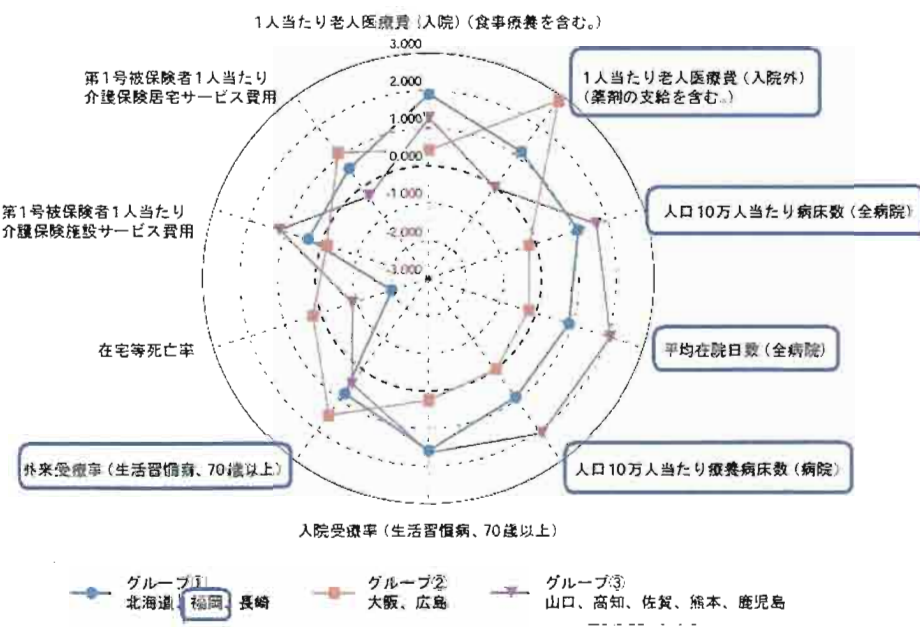 1人当たり老人医療費(入院)(食事療養を含む。)
3.000
2.000
1.000
0.000
-1.000
-2.000
-3.000
1人当たり老人医療費(入院外)
(薬剤の支給を含む。)
人口10万人当たり病床数(全病院)
平均在院日数(全病院)
人口10万人当たり療養病床数(病院)
入院受療率(生活習慣病、70歳以上)
外来受療率(生活習慣病、70歳以上)
在宅等死亡率
第1号被保険者1人当たり
介護保険施設サービス費用
第1号被保険者1人当たり
介護保険居宅サービス費用
グループ①
北海道、福岡、長崎
グループ②
大阪、広島
グループ③
山口、高知、佐賀、熊本、鹿児島